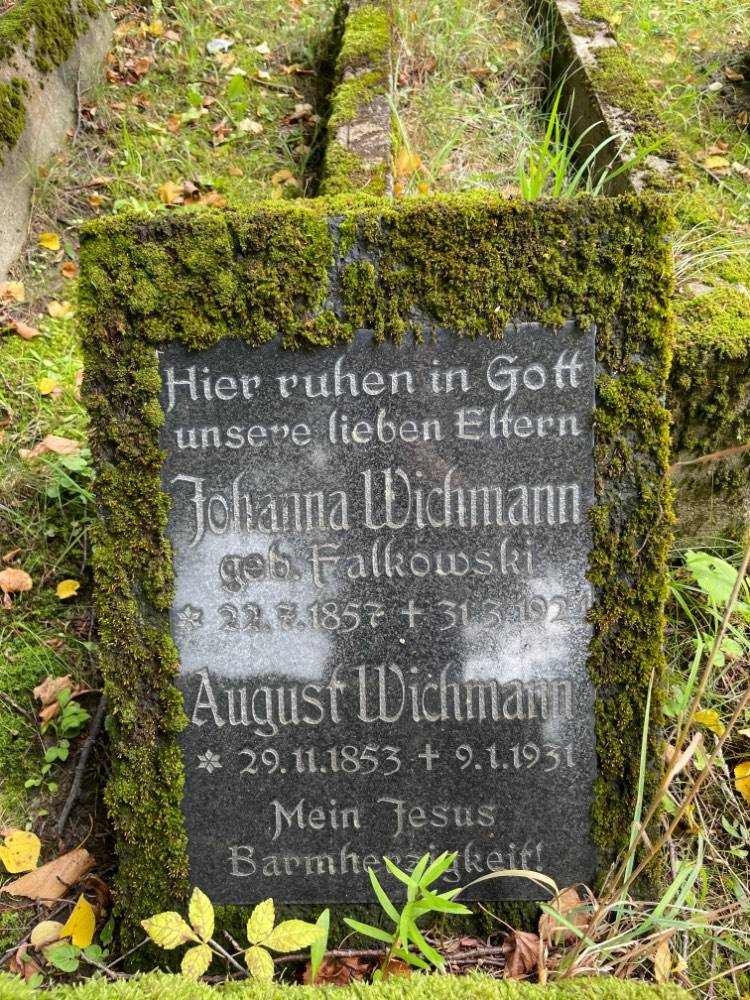 Hier ruhen in Gott
unsere lieben Eltern
Johanna Wichmann
geb. Falkowski
* 22.7.1857 + 31.3.
August Wichmann
* 29.11.1853 + 9.1.1931
Mein Jesus
Barmherzigkeit!